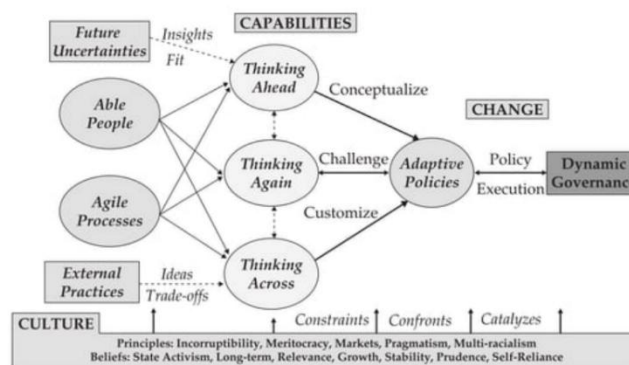 CAPABILITIES
Future
Uncertainties
Insights
Fit
Thinking
Ahead
Conceptualize
Able
People
CHANGE
Thinking
Again
Challenge
Adaptive
Policies
Policy
Execution
Dynamic
Governance
Agile
Processes
Customize
External
Practices
Ideas
Trade-offs
Thinking
Across
Constraints
Confronts
Catalyzes
CULTURE
Principles: Incorruptibility, Meritocracy, Markets, Pragmatism, Multi-racialism
Beliefs: State Activism, Long-term, Relevance, Growth, Stability, Prudence, Self-Reliance